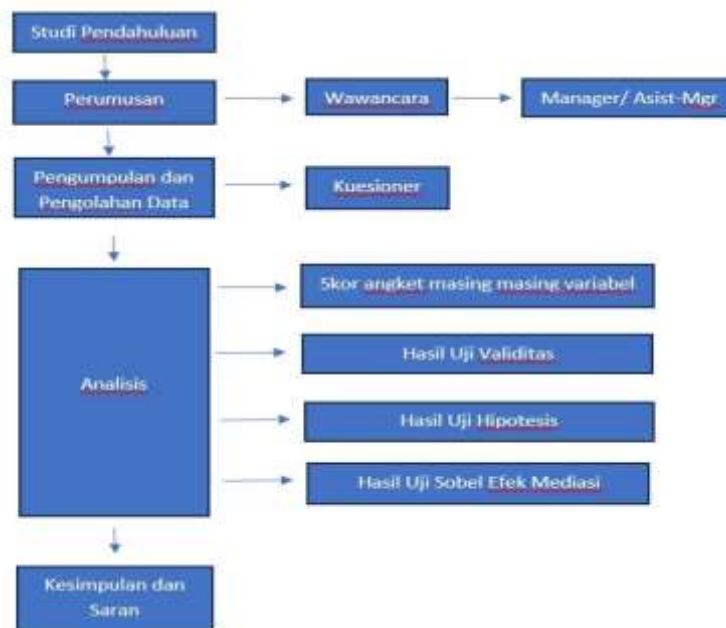 Studi Pendahuluan
Perumusan
Wawancara
Manager/ Asist-Mgr
Pengumpulan dan
Pengolahan Data
Kuesioner
Analisis
Skor angket masing masing variabel
Hasil Uji Validitas
Hasil Uji Hipotesis
Hasil Uji Sobel Efek Mediasi
Kesimpulan dan
Saran